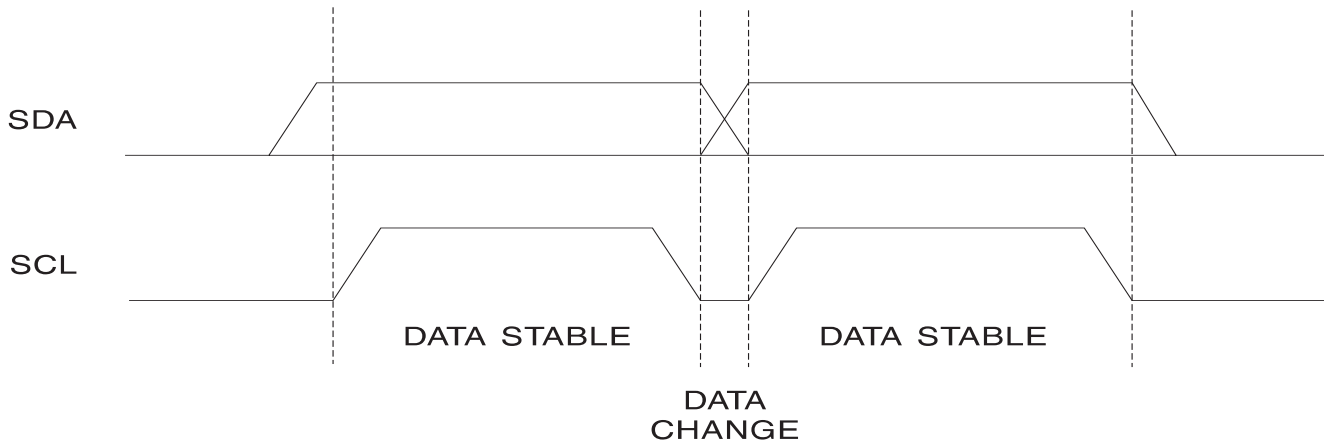 SDA
SCL
DATA STABLE
DATA STABLE
DATA
CHANGE